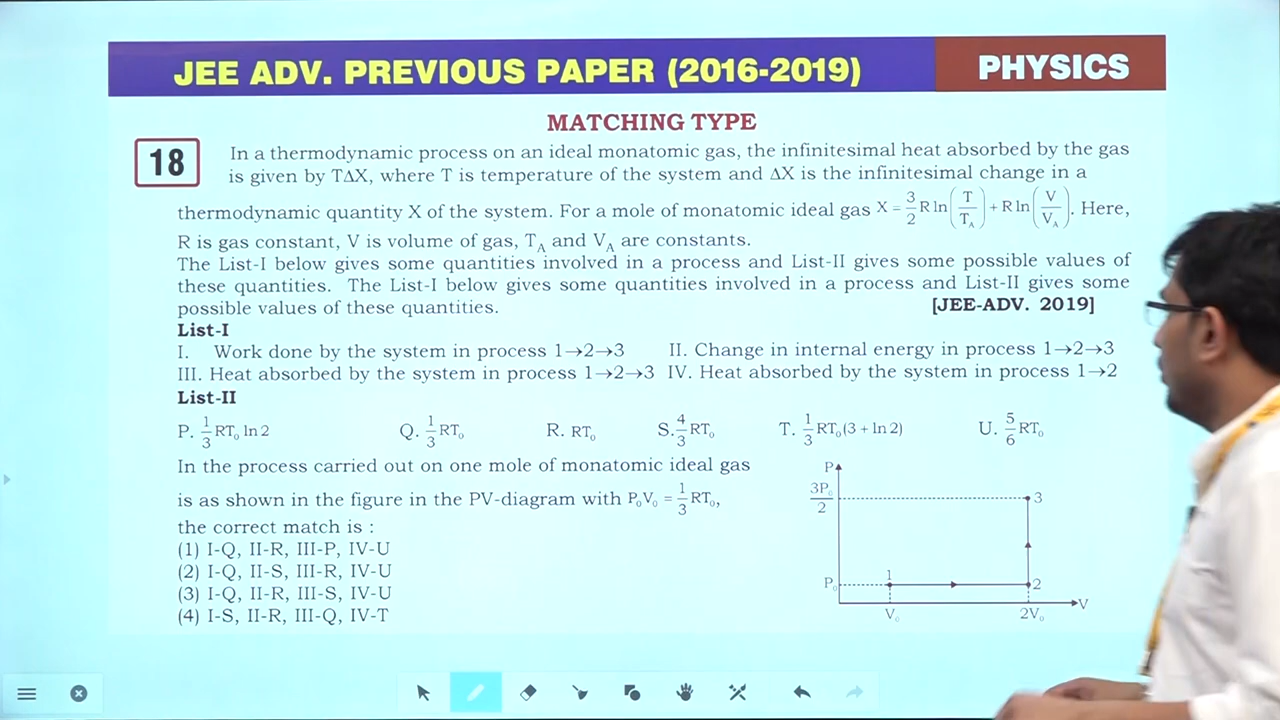 JEE ADV. PREVIOUS PAPER (2016-2019) PHYSICS
MATCHING TYPE
18 In a thermodynamic process on an ideal monatomic gas, the infinitesimal heat absorbed by the gas
is given by TΔX, where T is temperature of the system and ΔX is the infinitesimal change in a
thermodynamic quantity X of the system. For a mole of monatomic ideal gas X = 3/2 R ln(T/T_A) + R ln(V/V_A). Here,
R is gas constant, V is volume of gas, T_A and V_A are constants.
The List-I below gives some quantities involved in a process and List-II gives some possible values of
these quantities. The List-I below gives some quantities involved in a process and List-II gives some
possible values of these quantities. [JEE-ADV. 2019]
List-I
I. Work done by the system in process 1→2→3 II. Change in internal energy in process 1→2→3
III. Heat absorbed by the system in process 1→2→3 IV. Heat absorbed by the system in process 1→2
List-II
P. 1/3 RT₀ ln 2 Q. 1/3 RT₀ R. RT₀ S. 4/3 RT₀ T. 1/3 RT₀(3 + ln 2) U. 5/6 RT₀
In the process carried out on one mole of monatomic ideal gas
is as shown in the figure in the PV-diagram with P₀V₀ = 1/3 RT₀,
the correct match is :
(1) I-Q, II-R, III-P, IV-U
(2) I-Q, II-S, III-R, IV-U
(3) I-Q, II-R, III-S, IV-U
(4) I-S, II-R, III-Q, IV-T
P
3P₀/2 3
1
P₀ 2
V
V₀ 2V₀